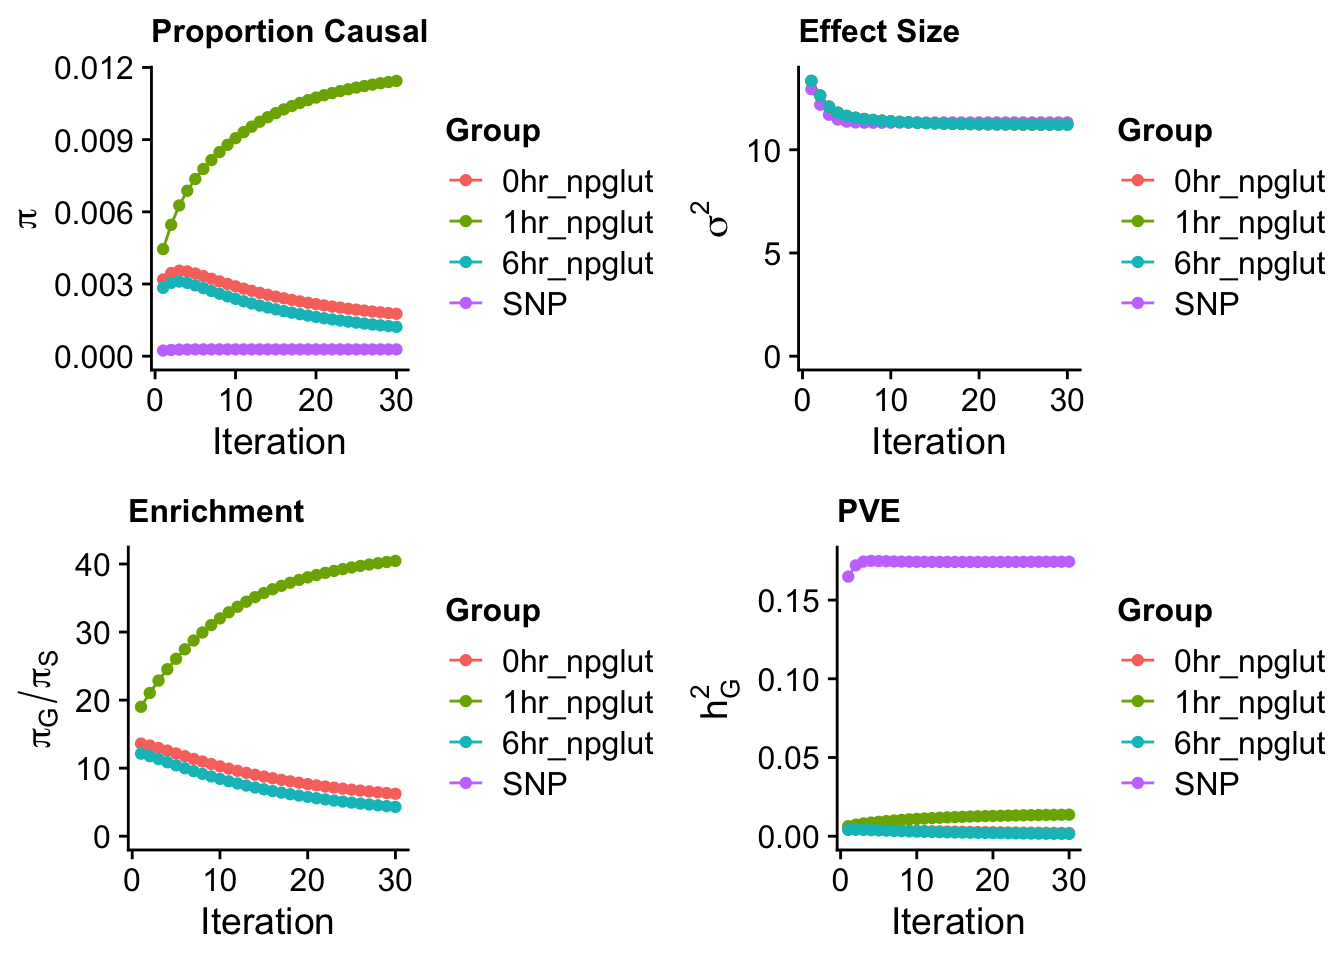 Proportion Causal
0.012
0.009
0.006
0.003
0.000
π
0 10 20 30
Iteration
Group
0hr_npglut
1hr_npglut
6hr_npglut
SNP
Effect Size
10
5
0
σ²
0 10 20 30
Iteration
Group
0hr_npglut
1hr_npglut
6hr_npglut
SNP
Enrichment
40
30
20
10
0
π_G/π_S
0 10 20 30
Iteration
Group
0hr_npglut
1hr_npglut
6hr_npglut
SNP
PVE
0.15
0.10
0.05
0.00
h²_G
0 10 20 30
Iteration
Group
0hr_npglut
1hr_npglut
6hr_npglut
SNP